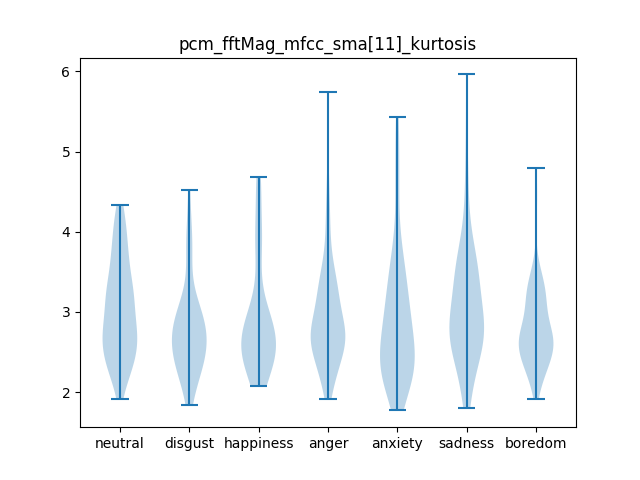 pcm_fftMag_mfcc_sma[11]_kurtosis
6
5
4
3
2
neutral disgust happiness anger anxiety sadness boredom